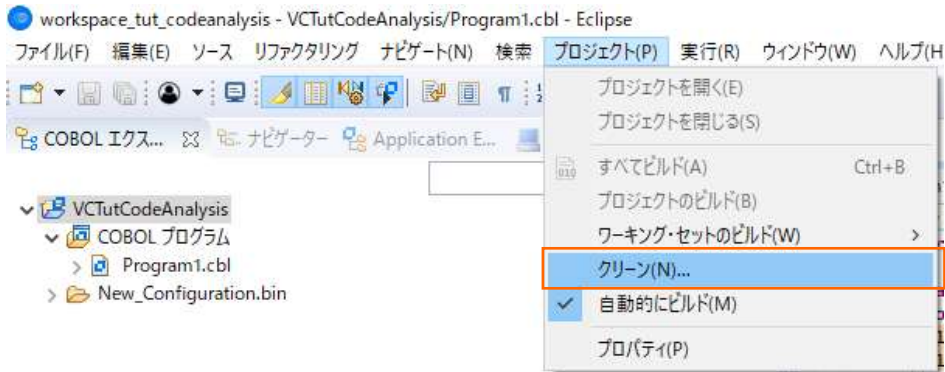 workspace_tut_codeanalysis - VCTutCodeAnalysis/Program1.cbl - Eclipse
ファイル(F) 編集(E) ソース リファクタリング ナビゲート(N) 検索 プロジェクト(P) 実行(R) ウィンドウ(W) ヘルプ(H
プロジェクトを開く(E)
プロジェクトを閉じる(S)
COBOL エクス... ナビゲーター Application E...
すべてビルド(A) Ctrl+B
プロジェクトのビルド(B)
ワーキング・セットのビルド(W)
クリーン(N)...
自動的にビルド(M)
プロパティ(P)
VCTutCodeAnalysis
COBOL プログラム
Program1.cbl
New_Configuration.bin